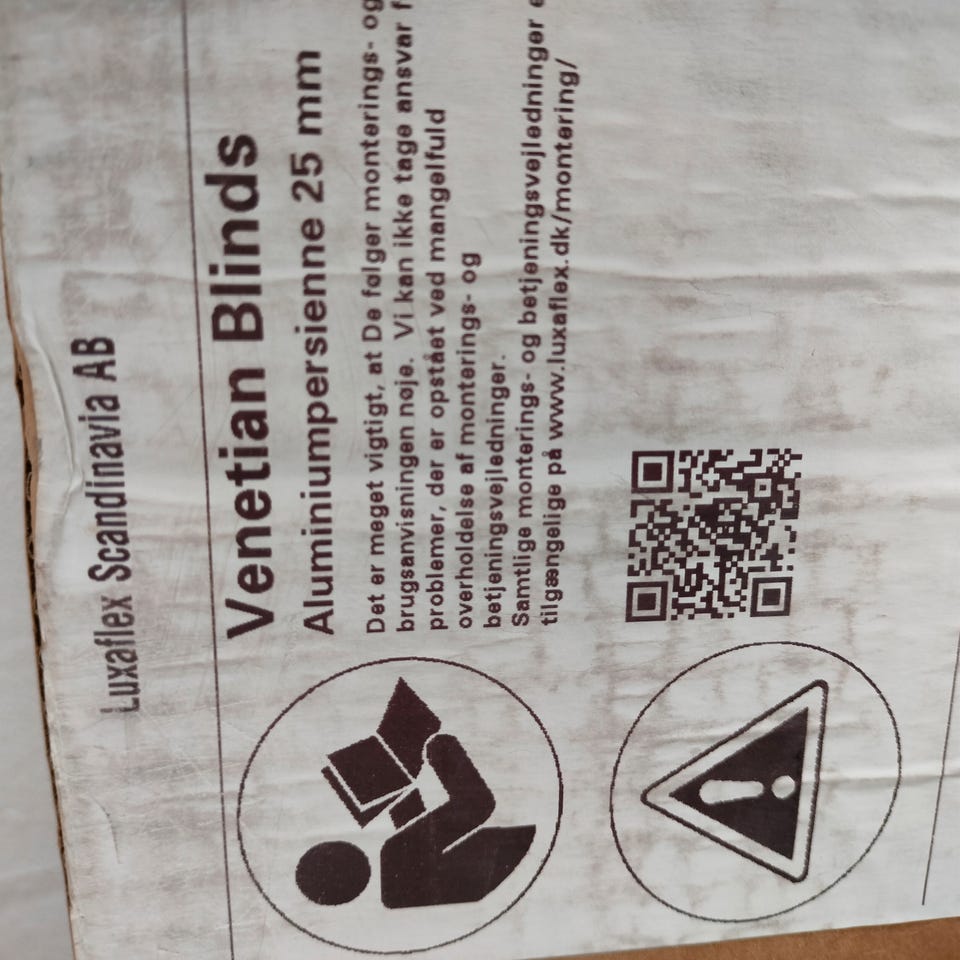 Luxaflex Scandinavia AB
Venetian Blinds
Aluminiumpersienne 25 mm
Det er meget vigtigt, at De følger monterings- og
brugsanvisningen nøje. Vi kan ikke tage ansvar
problemer, der er opstået ved mangelfuld
overholdelse af monterings- og
betjeningsvejledninger.
Samtlige monterings- og betjeningsvejledninger
tilgængelige på www.luxaflex.dk/montering/